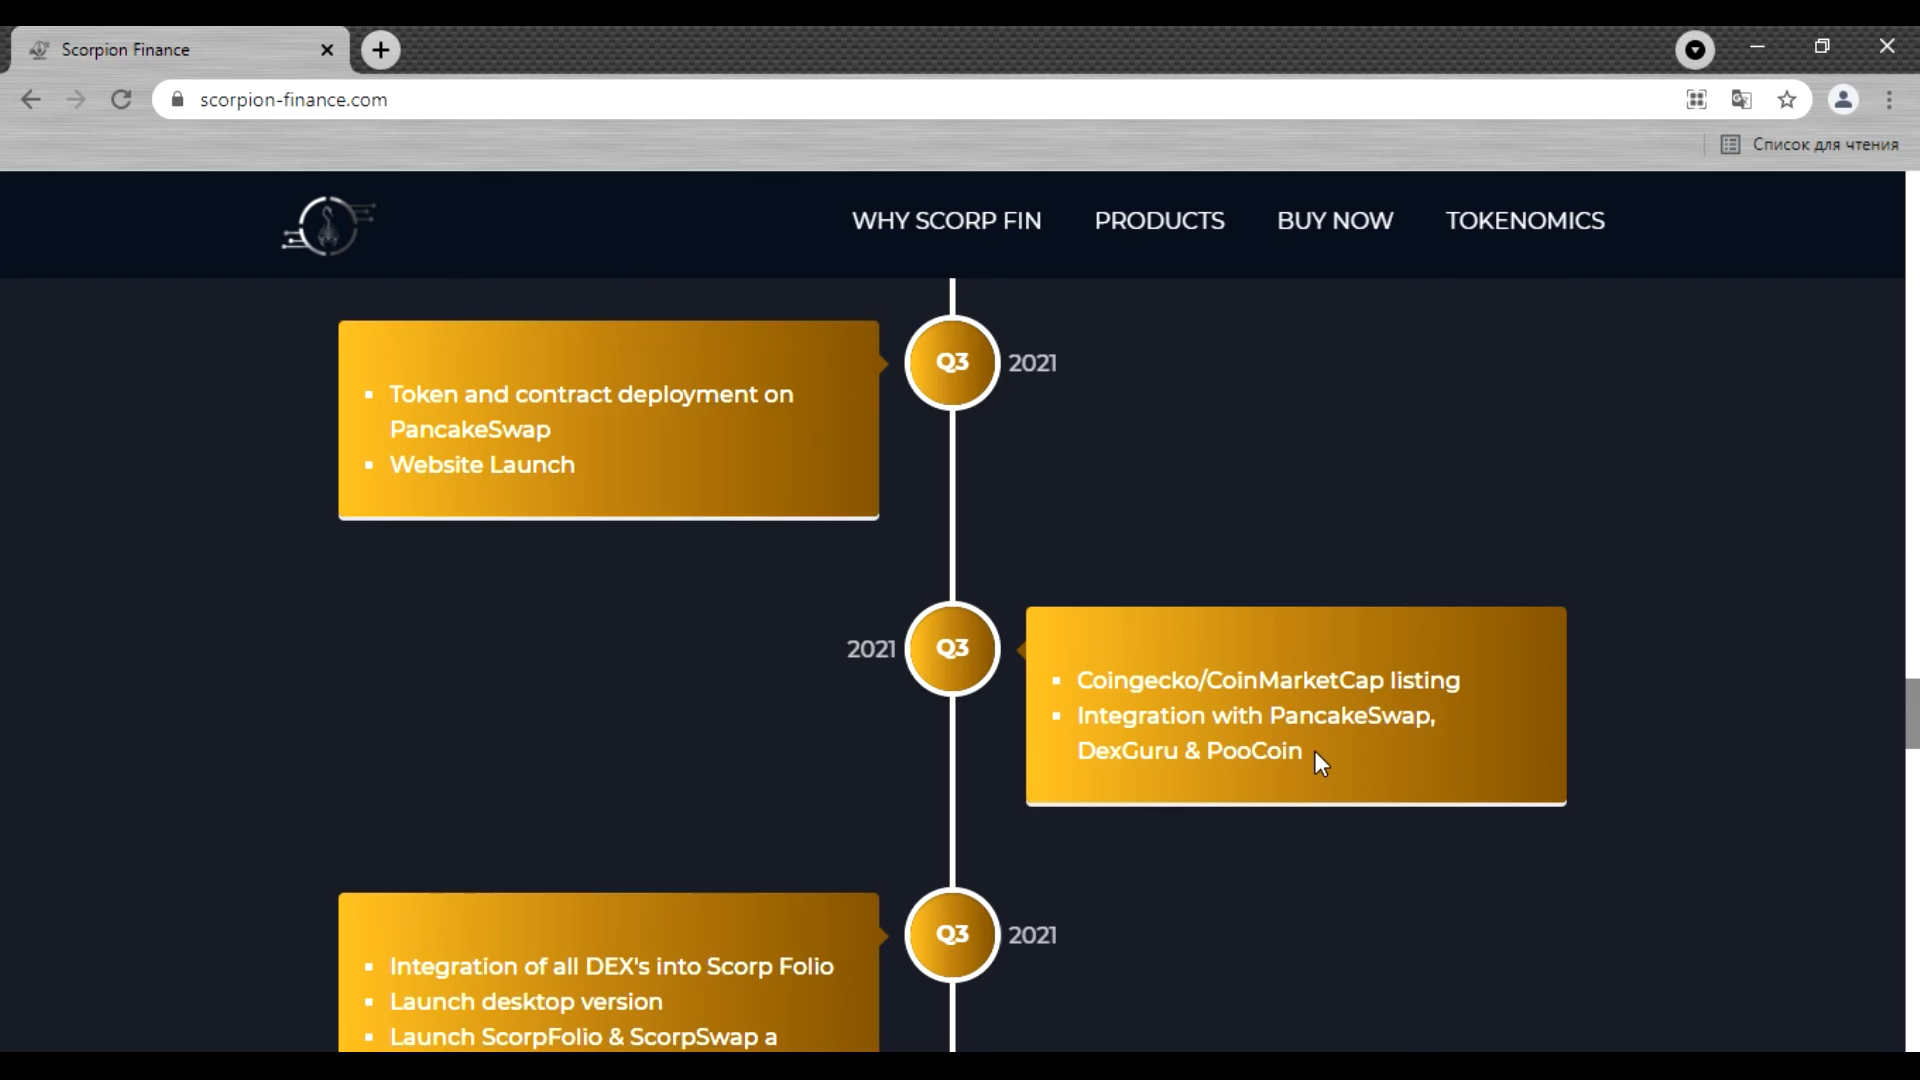 Scorpion Finance
scorpion-finance.com
Список для чтения
WHY SCORP FIN
PRODUCTS
BUY NOW
TOKENOMICS
Q3
2021
Token and contract deployment on
PancakeSwap
Website Launch
2021
Q3
Coingecko/CoinMarketCap listing
Integration with PancakeSwap,
DexGuru & PooCoin
Q3
2021
Integration of all DEX's into Scorp Folio
Launch desktop version
Launch ScorpFolio & ScorpSwap a